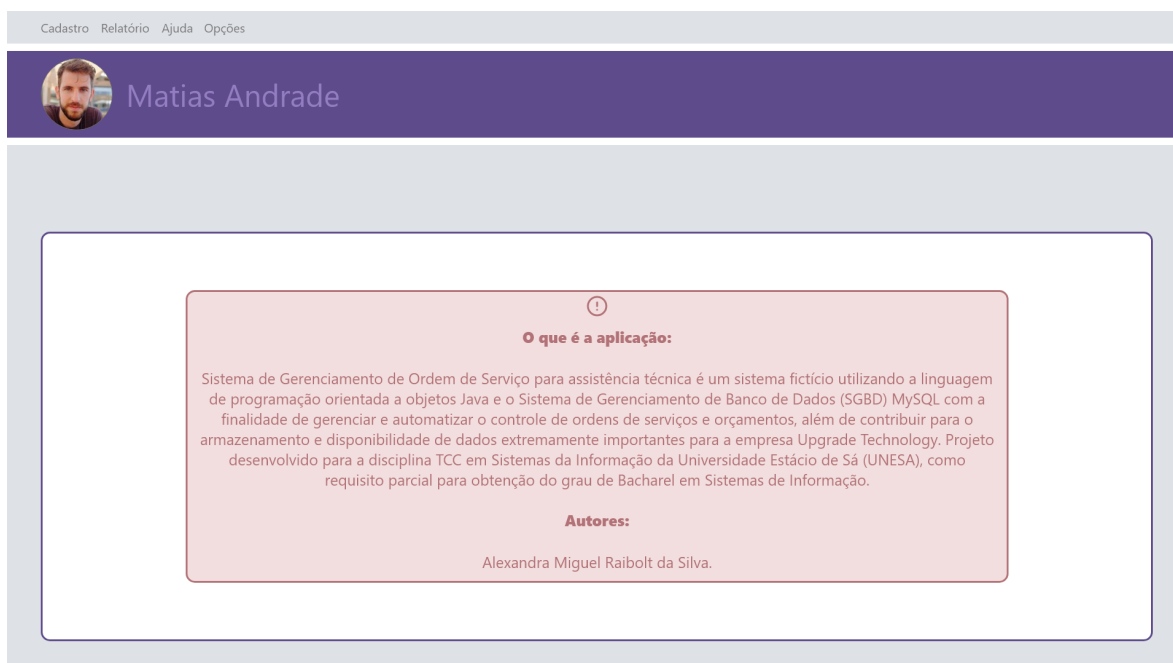 Cadastro Relatório Ajuda Opções
Matias Andrade
O que é a aplicação:
Sistema de Gerenciamento de Ordem de Serviço para assistência técnica é um sistema fictício utilizando a linguagem
de programação orientada a objetos Java e o Sistema de Gerenciamento de Banco de Dados (SGBD) MySQL com a
finalidade de gerenciar e automatizar o controle de ordens de serviços e orçamentos, além de contribuir para o
armazenamento e disponibilidade de dados extremamente importantes para a empresa Upgrade Technology. Projeto
desenvolvido para a disciplina TCC em Sistemas da Informação da Universidade Estácio de Sá (UNESA), como
requisito parcial para obtenção do grau de Bacharel em Sistemas de Informação.
Autores:
Alexandra Miguel Raibolt da Silva.